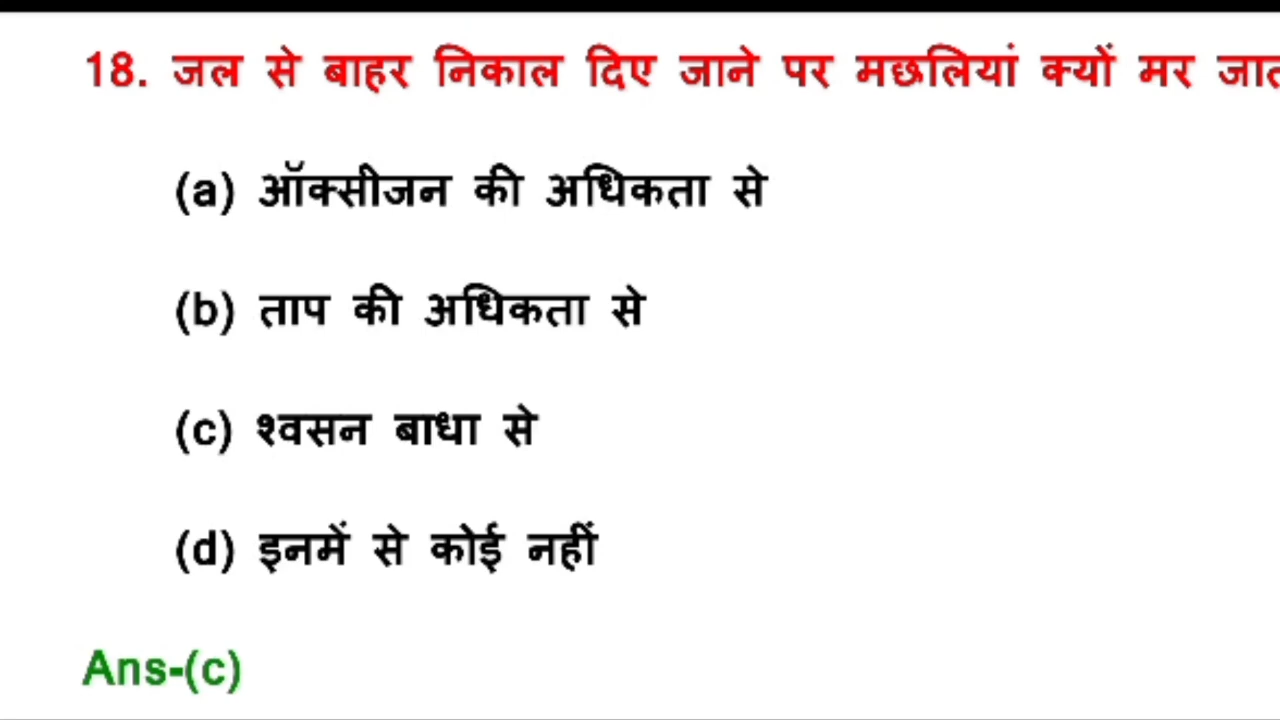 18. जल से बाहर निकाल दिए जाने पर मछलियां क्यों मर
(a) ऑक्सीजन की अधिकता से
(b) ताप की अधिकता से
(c) श्वसन बाधा से
(d) इनमें से कोई नहीं
Ans-(c)